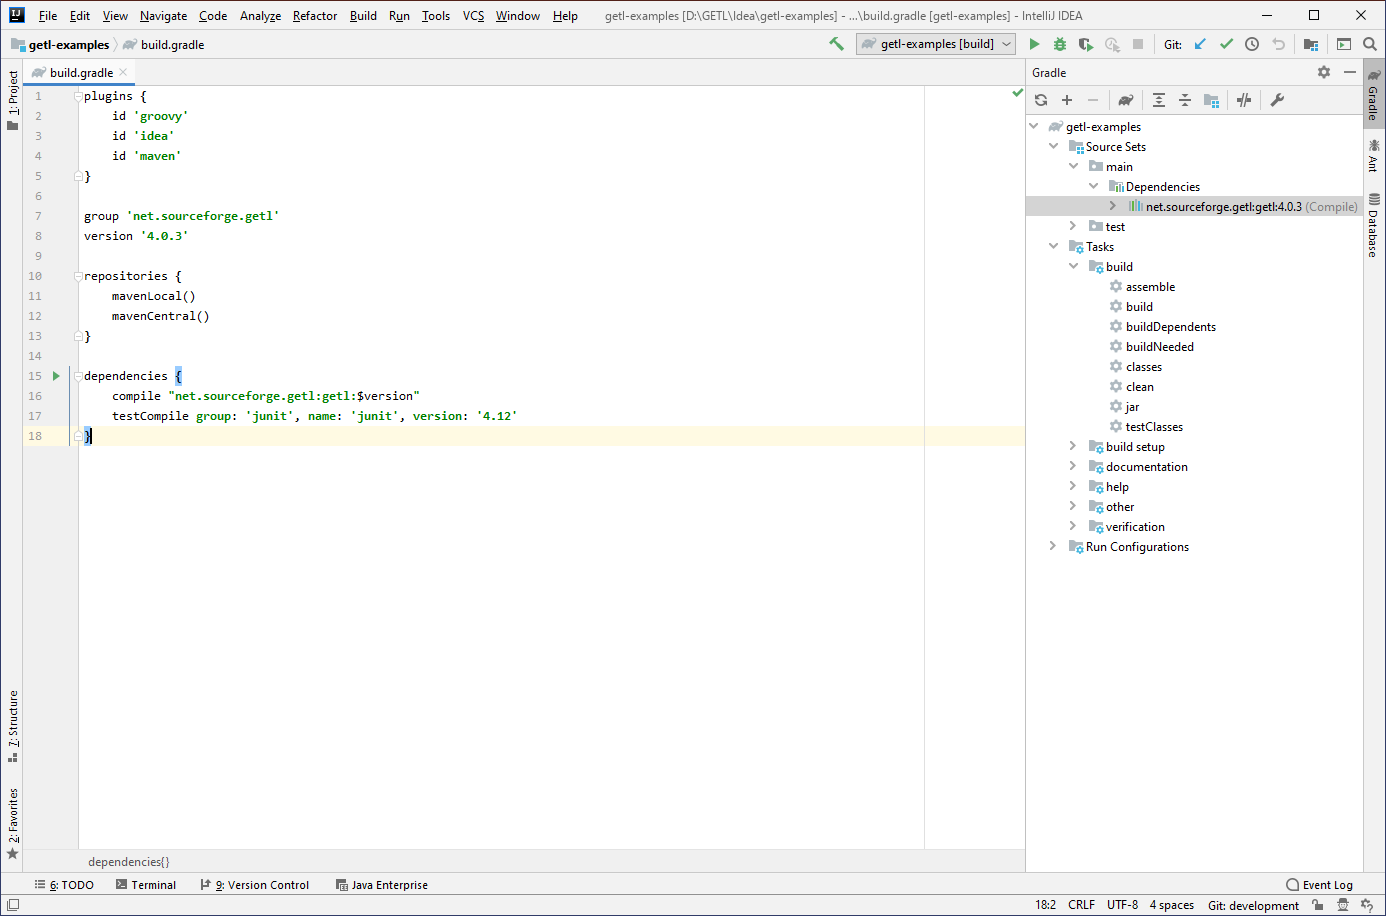 File Edit View Navigate Code Analyze Refactor Build Run Tools VCS Window Help getl-examples [D:\GETL\Idea\getl-examples] - ...\build.gradle [getl-examples] - IntelliJ IDEA
getl-examples build.gradle getl-examples [build] Git:
1: Project
7: Structure
2: Favorites
build.gradle
1 plugins {
2 id 'groovy'
3 id 'idea'
4 id 'maven'
5 }
6
7 group 'net.sourceforge.getl'
8 version '4.0.3'
9
10 repositories {
11 mavenLocal()
12 mavenCentral()
13 }
14
15 dependencies {
16 compile "net.sourceforge.getl:getl:$version"
17 testCompile group: 'junit', name: 'junit', version: '4.12'
18 }
dependencies{}
Gradle
getl-examples
Source Sets
main
Dependencies
net.sourceforge.getl:getl:4.0.3 (Compile)
test
Tasks
build
assemble
build
buildDependents
buildNeeded
classes
clean
jar
testClasses
build setup
documentation
help
other
verification
Run Configurations
Gradle
Ant
Database
6: TODO Terminal 9: Version Control Java Enterprise Event Log
18:2 CRLF UTF-8 4 spaces Git: development